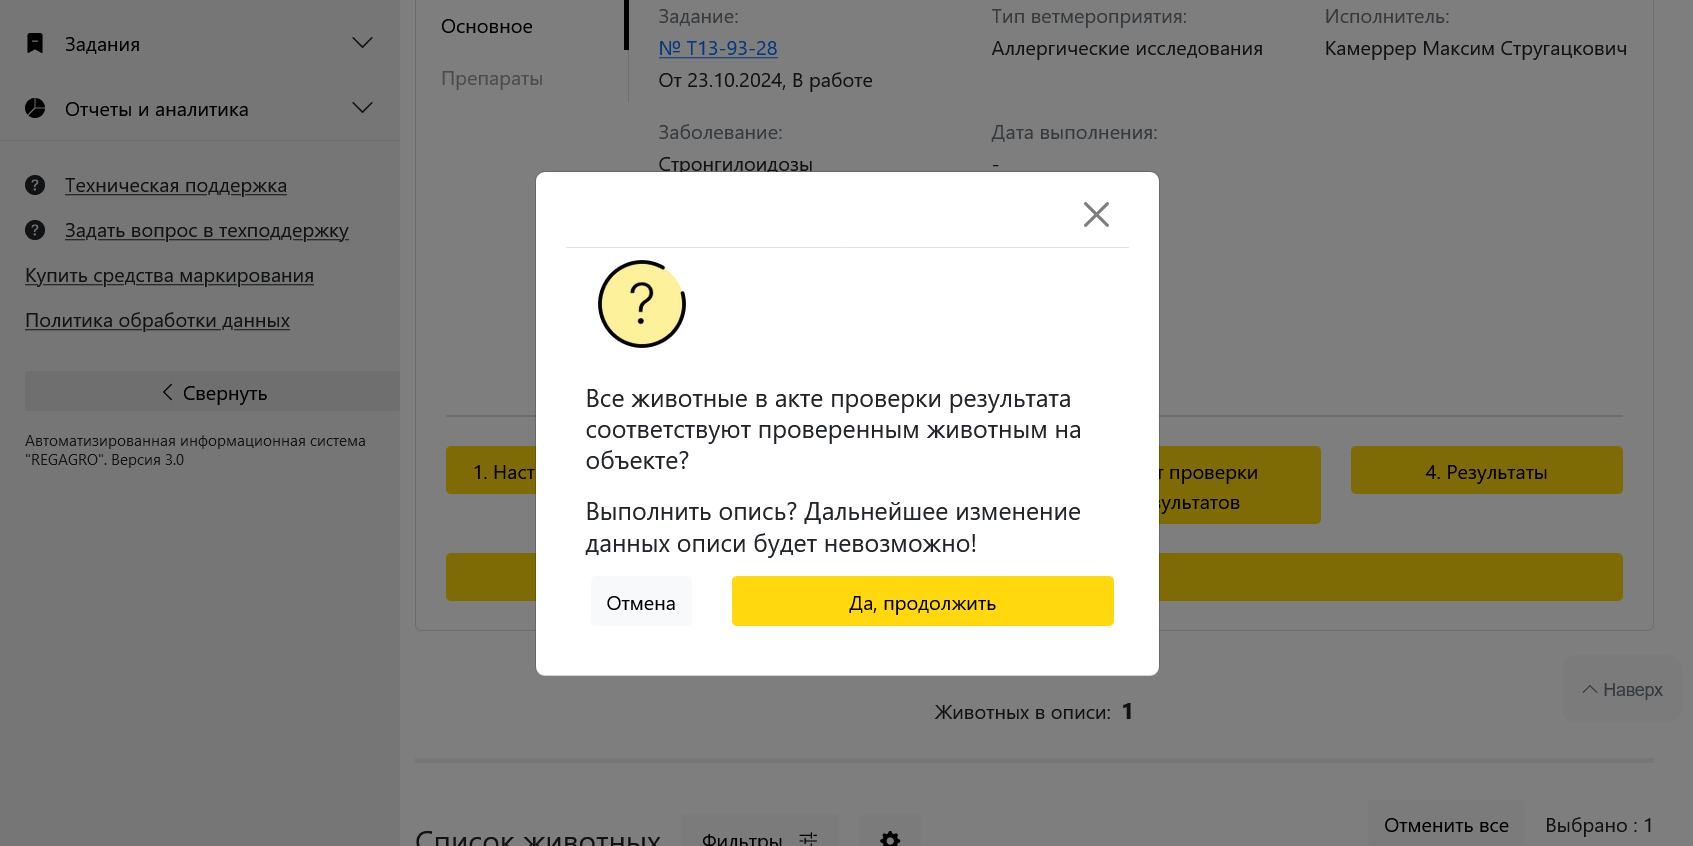 Задания
Отчеты и аналитика
Техническая поддержка
Задать вопрос в техподдержку
Купить средства маркирования
Политика обработки данных
Свернуть
Автоматизированная информационная система
"REGAGRO". Версия 3.0
Основное
Препараты
Задание:
№ Т13-93-28
От 23.10.2024, В работе
Тип ветмероприятия:
Аллергические исследования
Исполнитель:
Камеррер Максим Стругацкович
Заболевание:
Стронгилоидозы
Дата выполнения:
-
Все животные в акте проверки результата
соответствуют проверенным животным на
объекте?
Выполнить опись? Дальнейшее изменение
данных описи будет невозможно!
Отмена
Да, продолжить
1. Наст
т проверки
зультатов
4. Результаты
Наверх
Животных в описи: 1
Список животных
Фильтры
Отменить все
Выбрано : 1